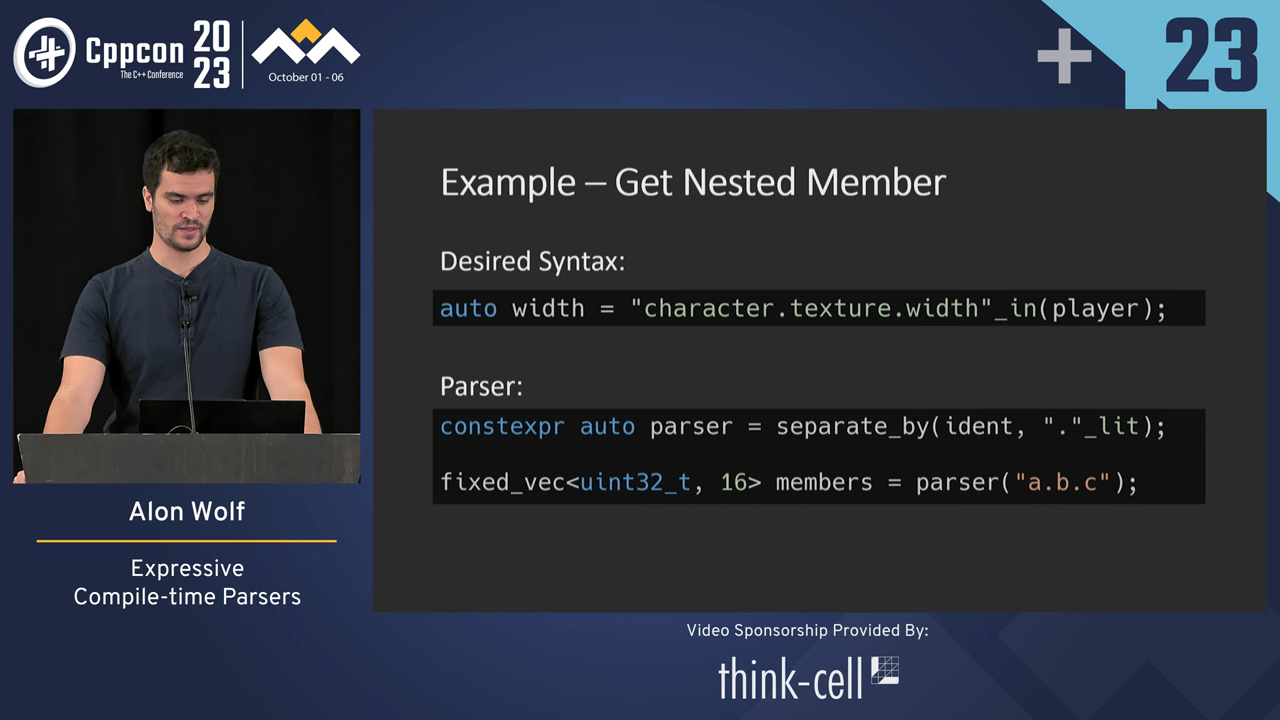 Cppcon
The C++ Conference
20
23
October 01 - 06
23
Example – Get Nested Member
Desired Syntax:
auto width = "character.texture.width"_in(player);
Parser:
constexpr auto parser = separate_by(ident, "."_lit);
fixed_vec<uint32_t, 16> members = parser("a.b.c");
Alon Wolf
Expressive
Compile-time Parsers
Video Sponsorship Provided By:
think-cell